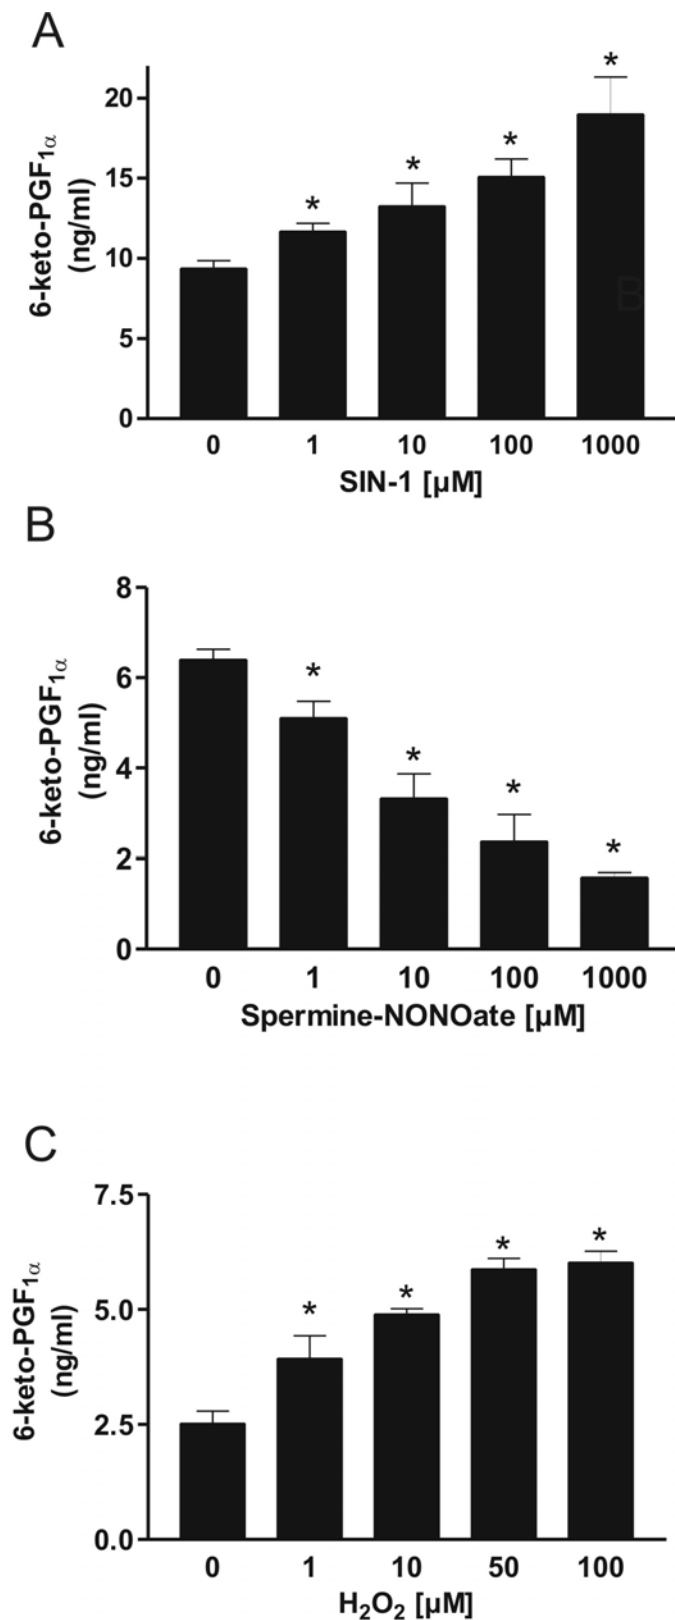 A
6-keto-PGF1α
(ng/ml)
20
15
10
5
0
*
*
*
*
B
0 1 10 100 1000
SIN-1 [µM]
B
6-keto-PGF1α
(ng/ml)
8
6
4
2
0
*
*
*
*
0 1 10 100 1000
Spermine-NONOate [µM]
C
6-keto-PGF1α
(ng/ml)
7.5
5.0
2.5
0.0
*
*
*
*
0 1 10 50 100
H2O2 [µM]